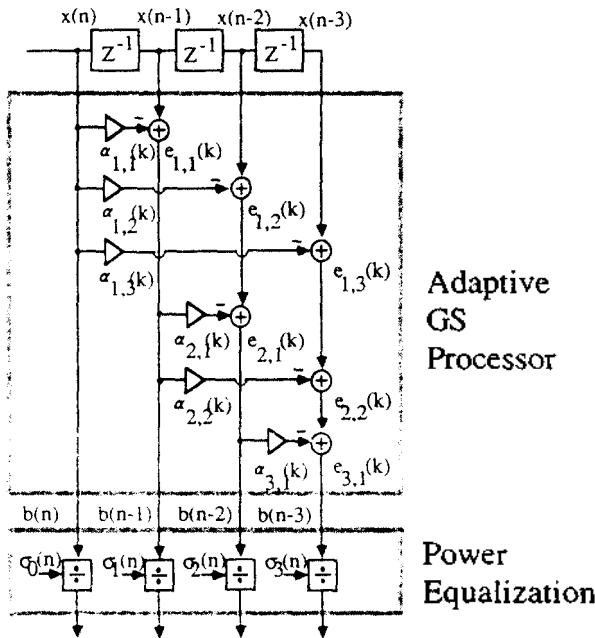 x(n) x(n-1) x(n-2) x(n-3)
Z⁻¹ Z⁻¹ Z⁻¹
α₁,₁(k) e₁,₁(k)
α₁,₂(k) e₁,₂(k)
α₁,₃(k) e₁,₃(k)
α₂,₁(k) e₂,₁(k)
α₂,₂(k) e₂,₂(k)
α₃,₁(k) e₃,₁(k)
Adaptive
GS
Processor
b(n) b(n-1) b(n-2) b(n-3)
σ₀(n) ÷ σ₁(n) ÷ σ₂(n) ÷ σ₃(n) ÷
Power
Equalization